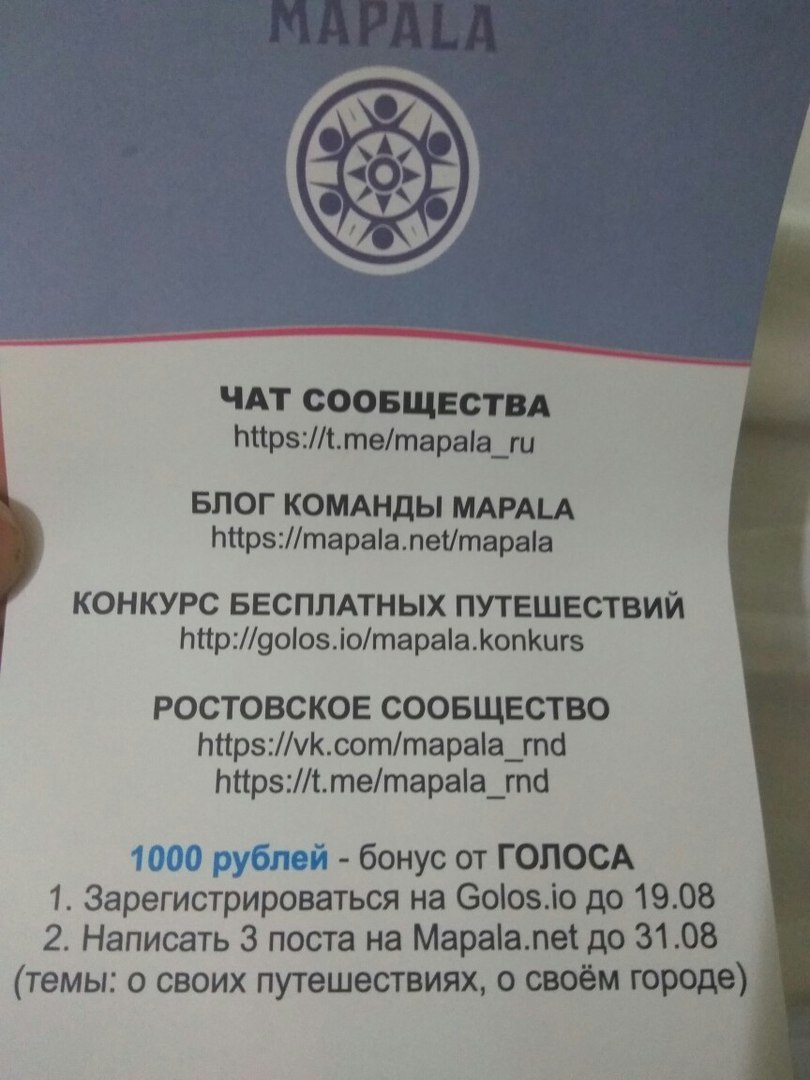 MAPALA
ЧАТ СООБЩЕСТВА
https://t.me/mapala_ru
БЛОГ КОМАНДЫ MAPALA
https://mapala.net/mapala
КОНКУРС БЕСПЛАТНЫХ ПУТЕШЕСТВИЙ
http://golos.io/mapala.konkurs
РОСТОВСКОЕ СООБЩЕСТВО
https://vk.com/mapala_rnd
https://t.me/mapala_rnd
1000 рублей - бонус от ГОЛОСА
1. Зарегистрироваться на Golos.io до 19.08
2. Написать 3 поста на Mapala.net до 31.08
(темы: о своих путешествиях, о своём городе)